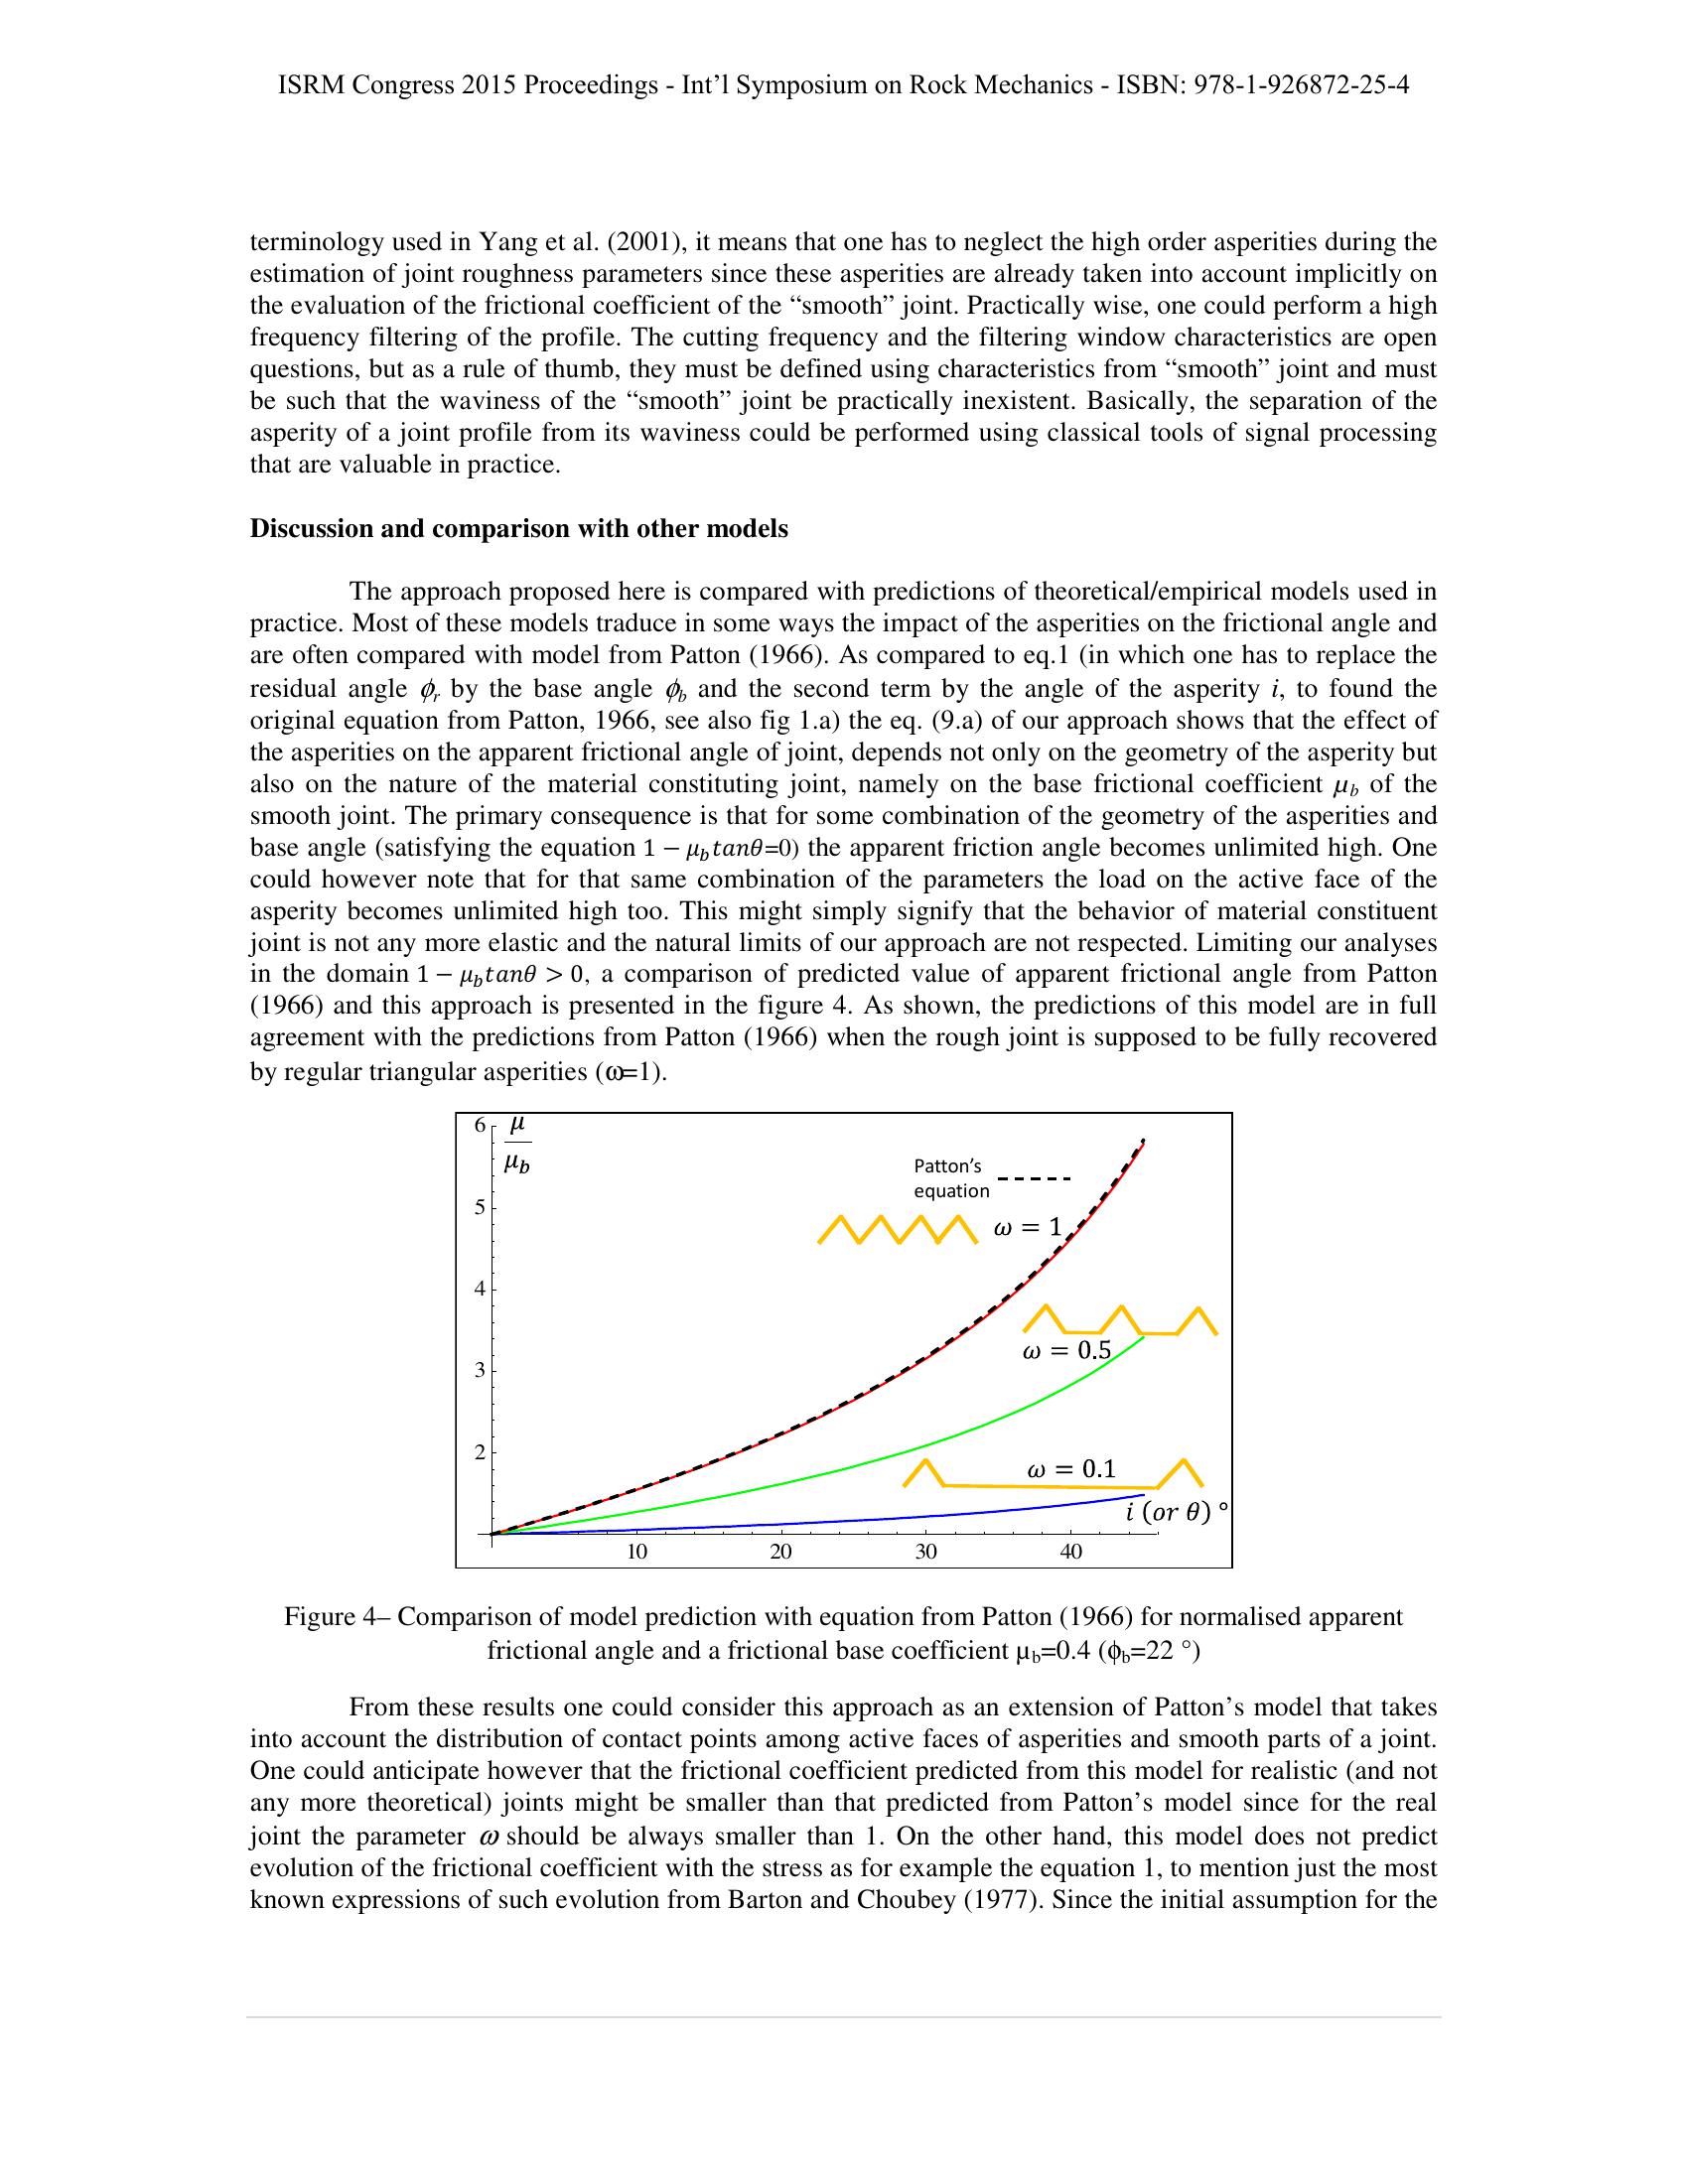 ISRM Congress 2015 Proceedings - Int’l Symposium on Rock Mechanics - ISBN: 978-1-926872-25-4
terminology used in Yang et al. (2001), it means that one has to neglect the high order asperities during the
estimation of joint roughness parameters since these asperities are already taken into account implicitly on
the evaluation of the frictional coefficient of the “smooth” joint. Practically wise, one could perform a high
frequency filtering of the profile. The cutting frequency and the filtering window characteristics are open
questions, but as a rule of thumb, they must be defined using characteristics from “smooth” joint and must
be such that the waviness of the “smooth” joint be practically inexistent. Basically, the separation of the
asperity of a joint profile from its waviness could be performed using classical tools of signal processing
that are valuable in practice.
Discussion and comparison with other models
The approach proposed here is compared with predictions of theoretical/empirical models used in
practice. Most of these models traduce in some ways the impact of the asperities on the frictional angle and
are often compared with model from Patton (1966). As compared to eq.1 (in which one has to replace the
residual angle ϕr by the base angle ϕb and the second term by the angle of the asperity i, to found the
original equation from Patton, 1966, see also fig 1.a) the eq. (9.a) of our approach shows that the effect of
the asperities on the apparent frictional angle of joint, depends not only on the geometry of the asperity but
also on the nature of the material constituting joint, namely on the base frictional coefficient μb of the
smooth joint. The primary consequence is that for some combination of the geometry of the asperities and
base angle (satisfying the equation 1 − μbtanθ=0) the apparent friction angle becomes unlimited high. One
could however note that for that same combination of the parameters the load on the active face of the
asperity becomes unlimited high too. This might simply signify that the behavior of material constituent
joint is not any more elastic and the natural limits of our approach are not respected. Limiting our analyses
in the domain 1 − μbtanθ > 0, a comparison of predicted value of apparent frictional angle from Patton
(1966) and this approach is presented in the figure 4. As shown, the predictions of this model are in full
agreement with the predictions from Patton (1966) when the rough joint is supposed to be fully recovered
by regular triangular asperities (ω=1).
6 μ
μb
Patton’s
equation
5
ω = 1
4
ω = 0.5
3
2
ω = 0.1
i (or θ) °
10 20 30 40
Figure 4– Comparison of model prediction with equation from Patton (1966) for normalised apparent
frictional angle and a frictional base coefficient μb=0.4 (ϕb=22 °)
From these results one could consider this approach as an extension of Patton’s model that takes
into account the distribution of contact points among active faces of asperities and smooth parts of a joint.
One could anticipate however that the frictional coefficient predicted from this model for realistic (and not
any more theoretical) joints might be smaller than that predicted from Patton’s model since for the real
joint the parameter ω should be always smaller than 1. On the other hand, this model does not predict
evolution of the frictional coefficient with the stress as for example the equation 1, to mention just the most
known expressions of such evolution from Barton and Choubey (1977). Since the initial assumption for the